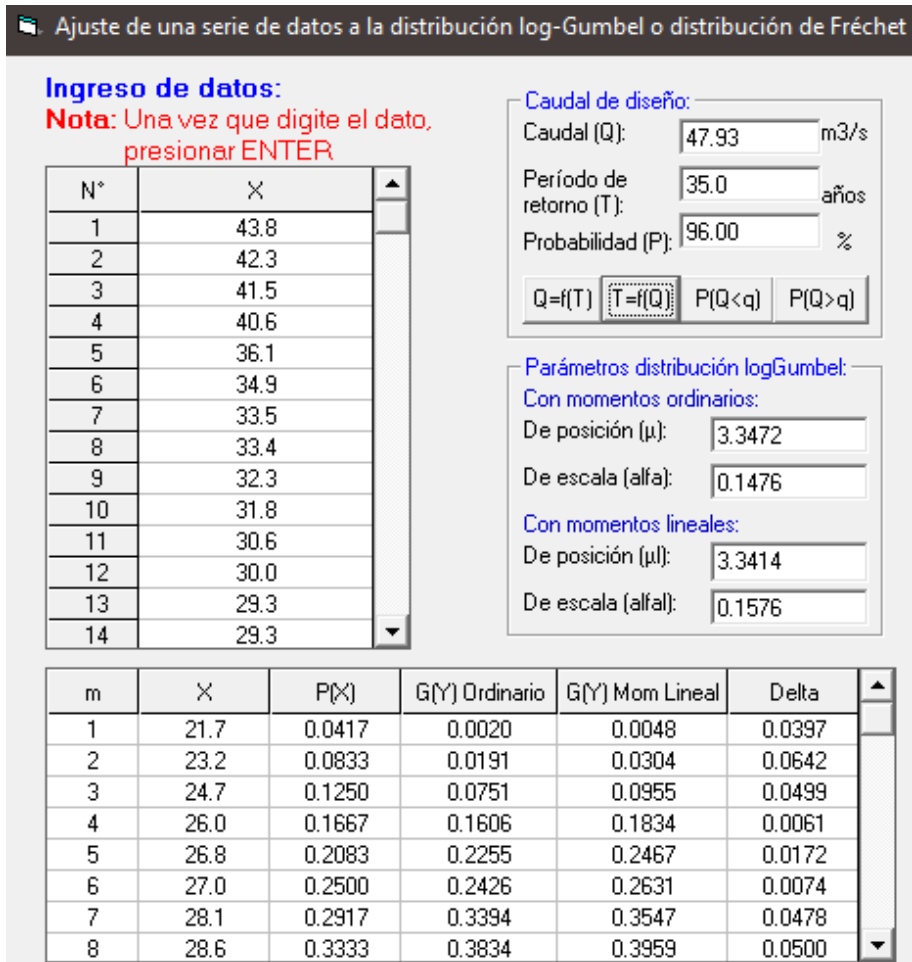 Ajuste de una serie de datos a la distribución log-Gumbel o distribución de Fréchet
Ingreso de datos:
Nota: Una vez que digite el dato,
presionar ENTER
N° X
1 43.8
2 42.3
3 41.5
4 40.6
5 36.1
6 34.9
7 33.5
8 33.4
9 32.3
10 31.8
11 30.6
12 30.0
13 29.3
14 29.3
Caudal de diseño:
Caudal (Q): 47.93 m3/s
Período de
retorno (T): 35.0 años
Probabilidad (P): 96.00 %
Q=f(T) T=f(Q) P(Q<q) P(Q>q)
Parámetros distribución logGumbel:
Con momentos ordinarios:
De posición (µ): 3.3472
De escala (alfa): 0.1476
Con momentos lineales:
De posición (µl): 3.3414
De escala (alfal): 0.1576
m X P(X) G(Y) Ordinario G(Y) Mom Lineal Delta
1 21.7 0.0417 0.0020 0.0048 0.0397
2 23.2 0.0833 0.0191 0.0304 0.0642
3 24.7 0.1250 0.0751 0.0955 0.0499
4 26.0 0.1667 0.1606 0.1834 0.0061
5 26.8 0.2083 0.2255 0.2467 0.0172
6 27.0 0.2500 0.2426 0.2631 0.0074
7 28.1 0.2917 0.3394 0.3547 0.0478
8 28.6 0.3333 0.3834 0.3959 0.0500